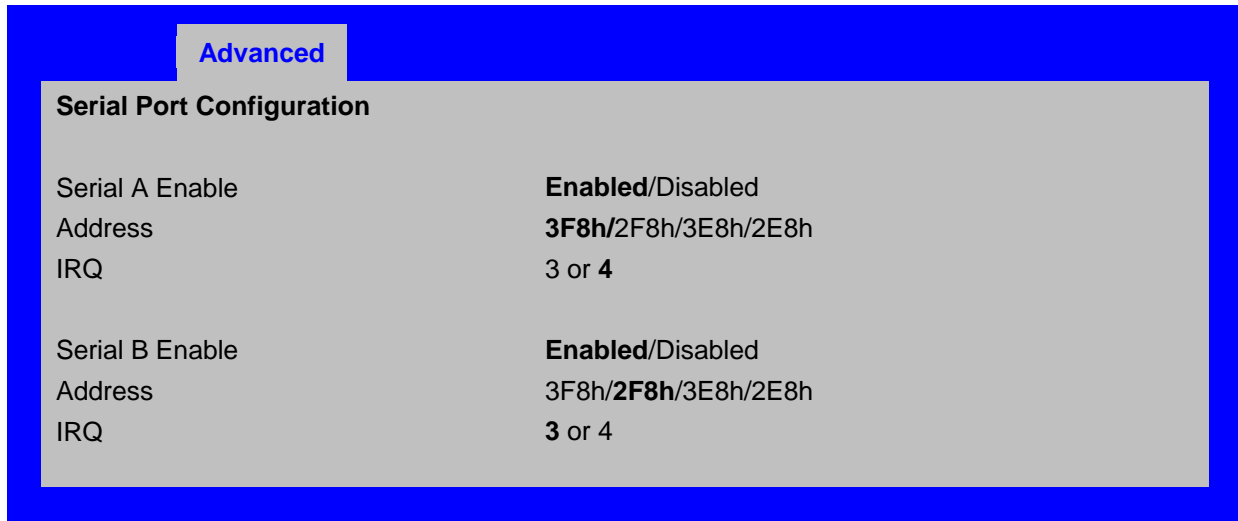 Advanced
Serial Port Configuration
Serial A Enable Enabled/Disabled
Address 3F8h/2F8h/3E8h/2E8h
IRQ 3 or 4
Serial B Enable Enabled/Disabled
Address 3F8h/2F8h/3E8h/2E8h
IRQ 3 or 4